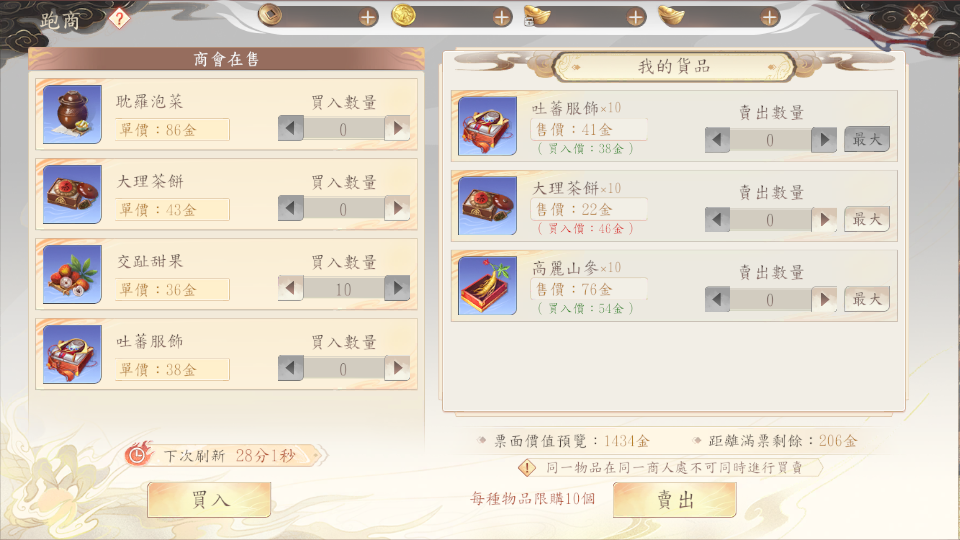 跑商
?
商會在售
耽羅泡菜
單價：86金
買入數量
0
大理茶餅
單價：43金
買入數量
0
交趾甜果
單價：36金
買入數量
10
吐蕃服飾
單價：38金
買入數量
0
下次刷新 28分1秒
買入
我的貨品
吐蕃服飾×10
售價：41金
(買入價：38金)
賣出數量
0
最大
大理茶餅×10
售價：22金
(買入價：46金)
賣出數量
0
最大
高麗山參×10
售價：76金
(買入價：54金)
賣出數量
0
最大
票面價值預覽：1434金
距離滿票剩餘：206金
! 同一物品在同一商人處不可同時進行買賣
每種物品限購10個
賣出